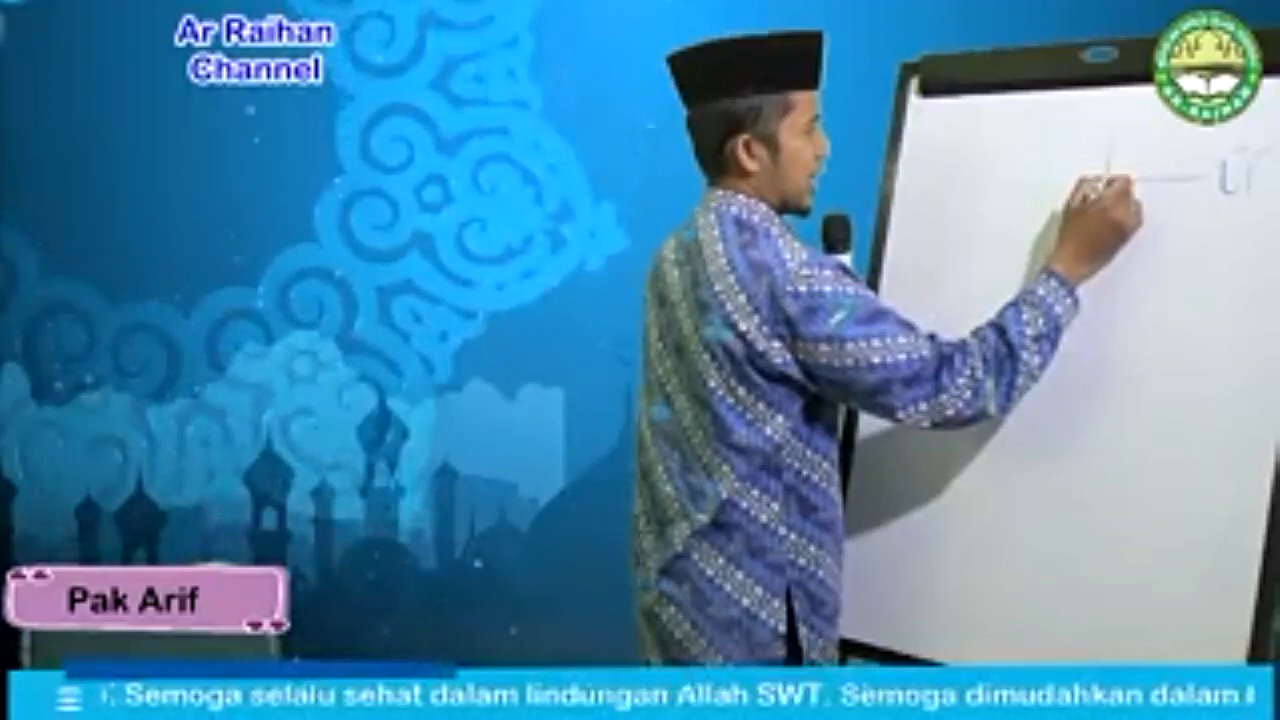 Ar Raihan
Channel
Pak Arif
Semoga selalu sehat dalam lindungan Allah SWT. Semoga dimudahkan dalam